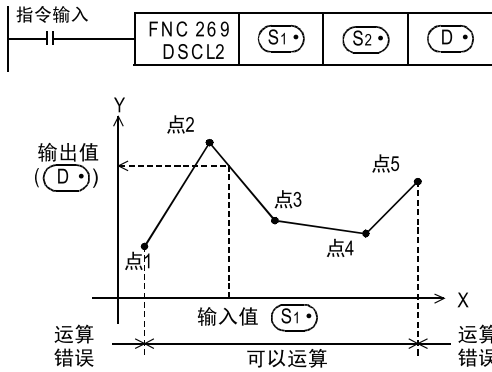 指令输入
FNC 269
DSCL2
S1•
S2•
D•
Y
点2
输出值
(D•)
点5
点3
点1
点4
X
输入值 S1•
运算
错误
可以运算
运算
错误